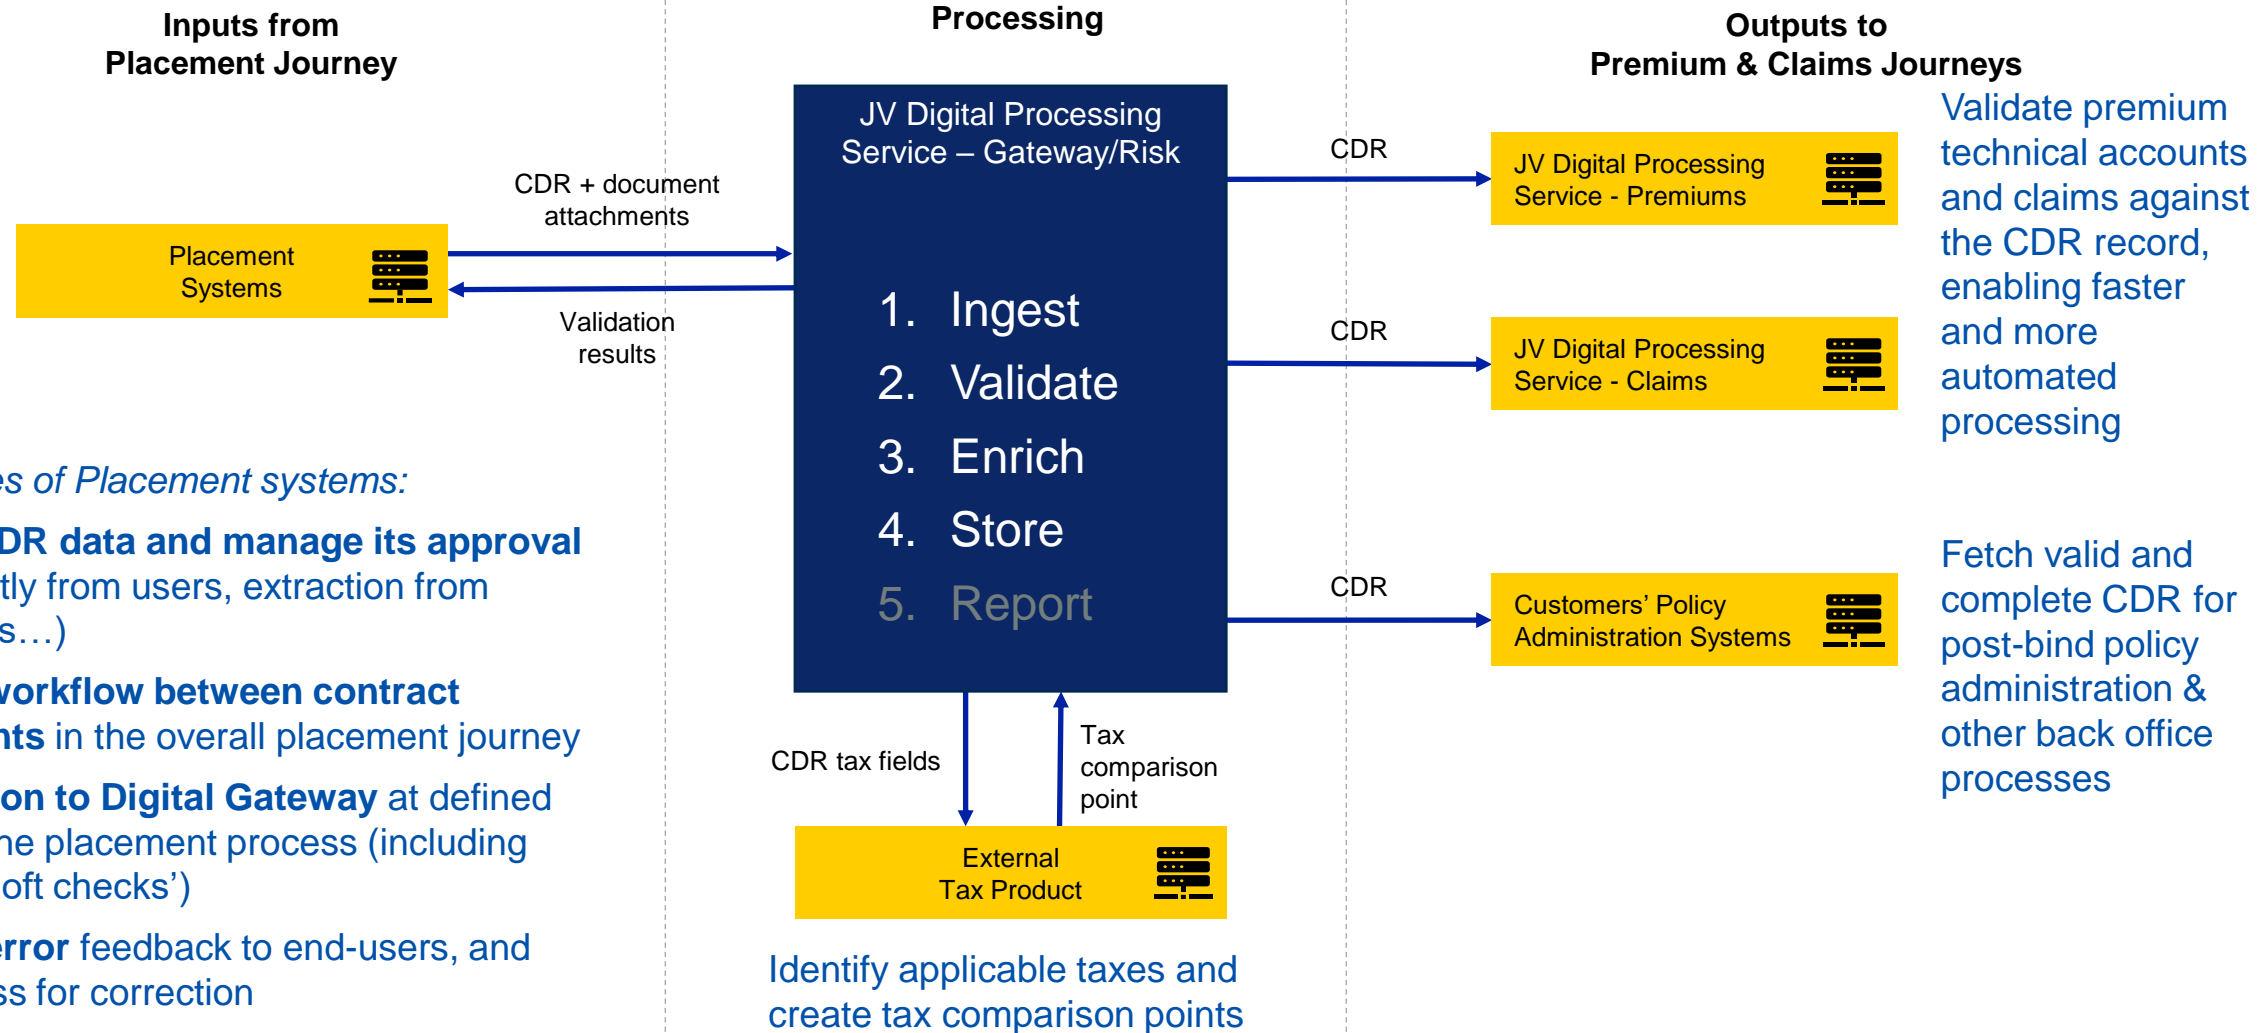 Inputs from
Placement Journey
Processing
Outputs to
Premium & Claims Journeys
CDR + document
attachments
Placement
Systems
Validation
results
es of Placement systems:
DR data and manage its approval
tly from users, extraction from
s…)
workflow between contract
nts in the overall placement journey
on to Digital Gateway at defined
he placement process (including
oft checks’)
error feedback to end-users, and
ss for correction
JV Digital Processing
Service – Gateway/Risk
1. Ingest
2. Validate
3. Enrich
4. Store
5. Report
CDR tax fields
Tax
comparison
point
External
Tax Product
Identify applicable taxes and
create tax comparison points
CDR
JV Digital Processing
Service - Premiums
CDR
JV Digital Processing
Service - Claims
CDR
Customers’ Policy
Administration Systems
Validate premium
technical accounts
and claims against
the CDR record,
enabling faster
and more
automated
processing
Fetch valid and
complete CDR for
post-bind policy
administration &
other back office
processes